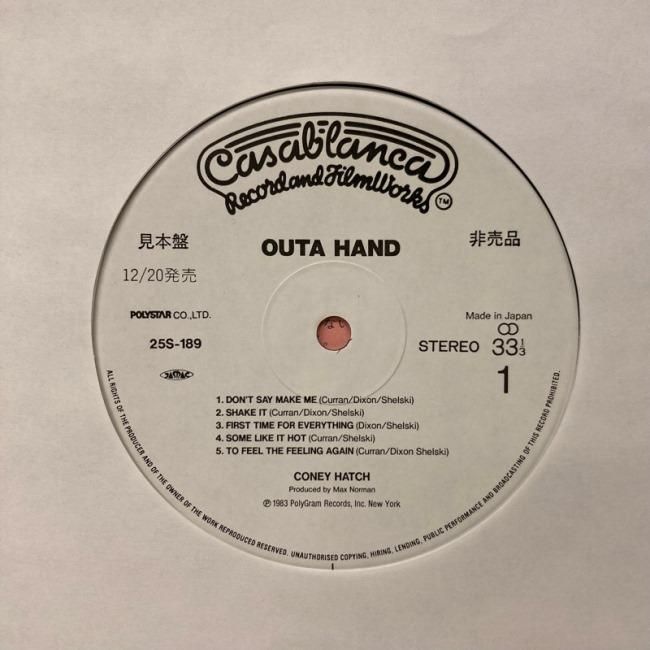 Casablanca
Record and FilmWorks TM
見本盤
OUTA HAND
非売品
12/20発売
POLYSTAR CO.,LTD.
Made in Japan
25S-189
STEREO 33 1/3
JASRAC
1
1. DON'T SAY MAKE ME (Curran/Dixon/Shelski)
2. SHAKE IT (Curran/Dixon/Shelski)
3. FIRST TIME FOR EVERYTHING (Curran/Dixon/Shelski)
4. SOME LIKE IT HOT (Curran/Shelski)
5. TO FEEL THE FEELING AGAIN (Curran/Dixon Shelski)
CONEY HATCH
Produced by Max Norman
℗ 1983 PolyGram Records, Inc. New York
ALL RIGHTS OF THE PRODUCER AND OF THE OWNER OF THE WORK REPRODUCED RESERVED. UNAUTHORISED COPYING, HIRING, LENDING, PUBLIC PERFORMANCE AND BROADCASTING OF THIS RECORD PROHIBITED.